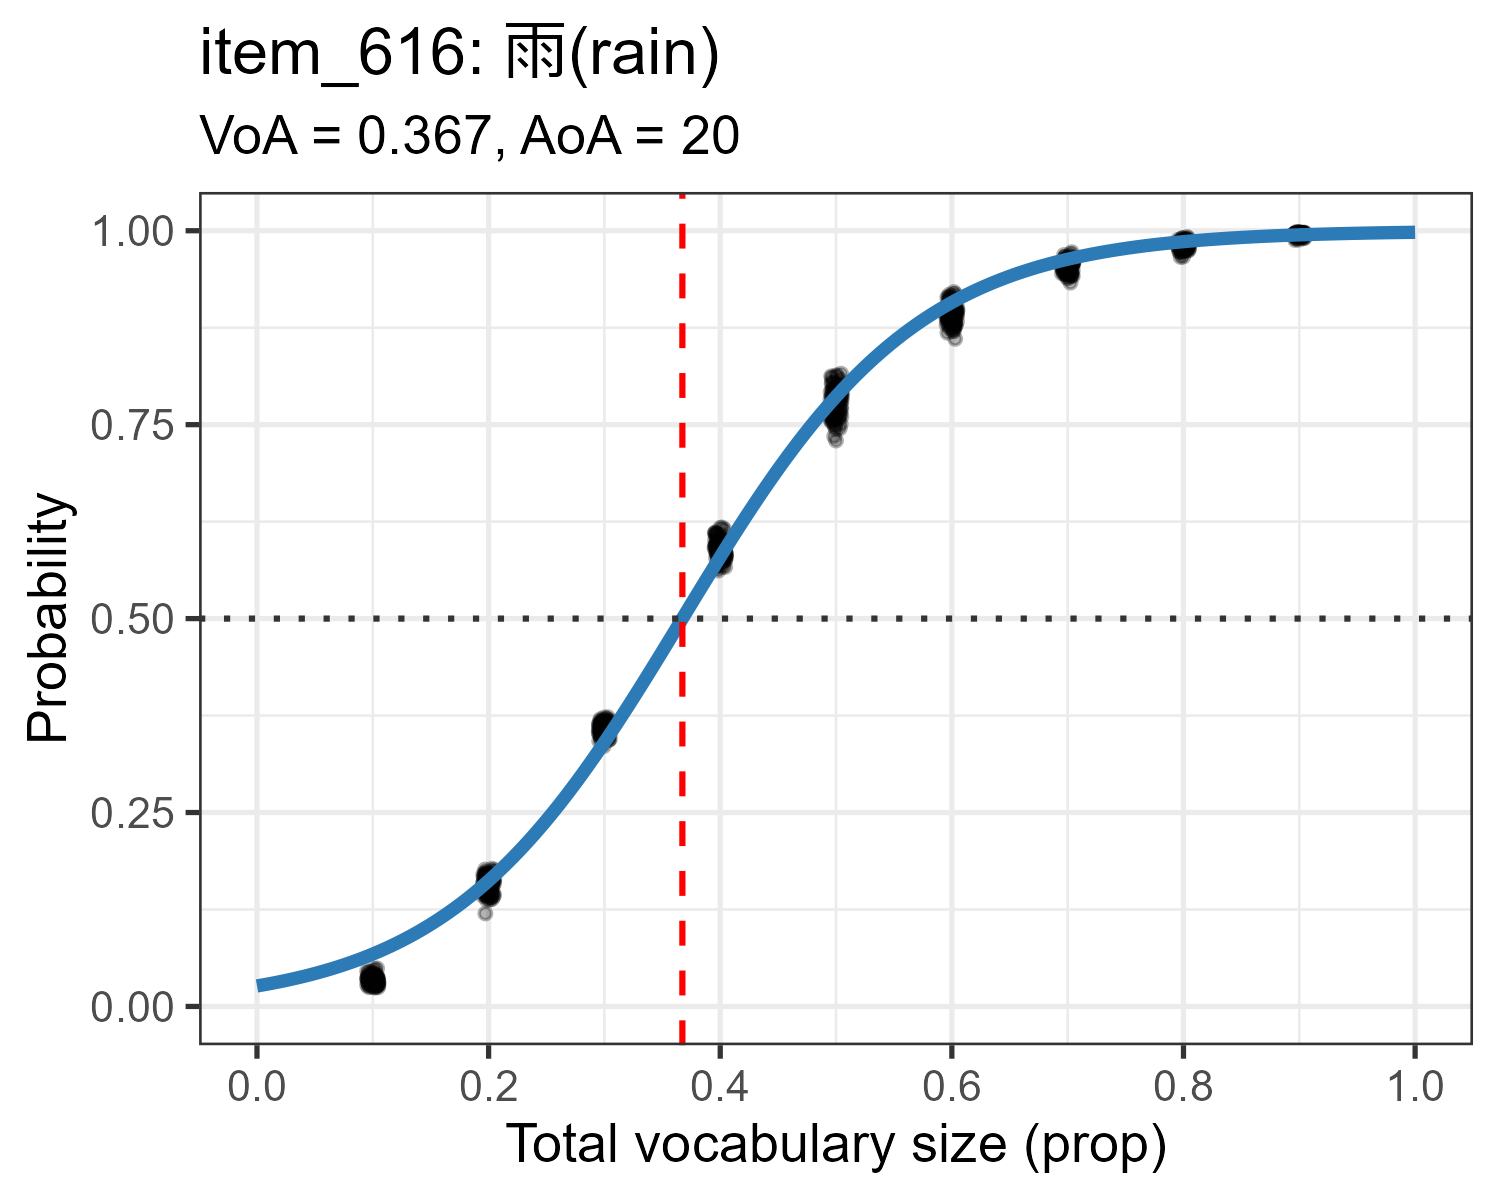 item_616: 雨(rain)
VoA = 0.367, AoA = 20
Probability
1.00
0.75
0.50
0.25
0.00
0.0 0.2 0.4 0.6 0.8 1.0
Total vocabulary size (prop)